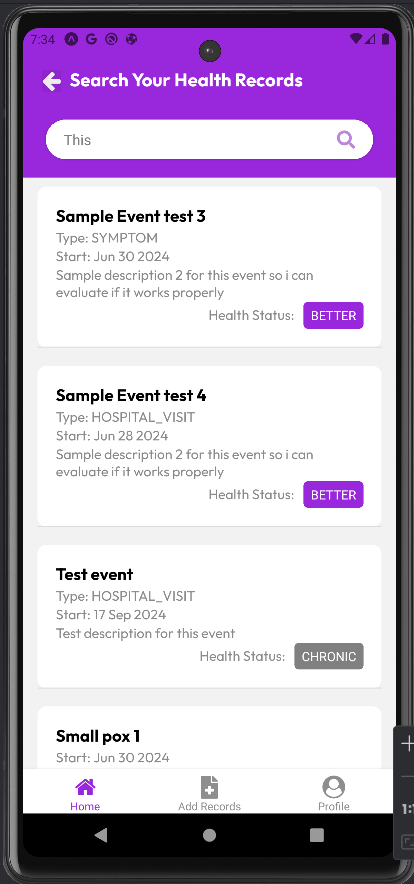 7:34
Search Your Health Records
This
Sample Event test 3
Type: SYMPTOM
Start: Jun 30 2024
Sample description 2 for this event so i can
evaluate if it works properly
Health Status: BETTER
Sample Event test 4
Type: HOSPITAL_VISIT
Start: Jun 28 2024
Sample description 2 for this event so i can
evaluate if it works properly
Health Status: BETTER
Test event
Type: HOSPITAL_VISIT
Start: 17 Sep 2024
Test description for this event
Health Status: CHRONIC
Small pox 1
Start: Jun 30 2024
Home Add Records Profile